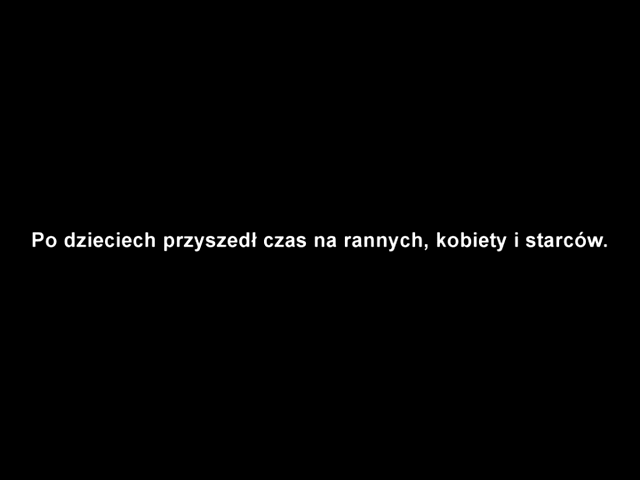 Po dzieciech przyszedł czas na rannych, kobiety i starców.